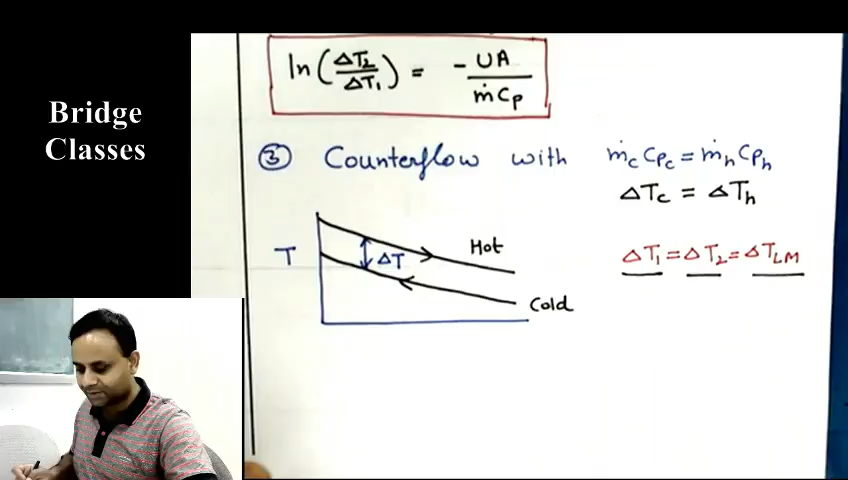 Bridge
Classes
ln(ΔT₂/ΔT₁) = -UA/ṁCp
③ Counterflow with ṁcCpc = ṁhCph
ΔTc = ΔTh
T ΔT Hot
ΔT₁ = ΔT₂ = ΔTLM
Cold